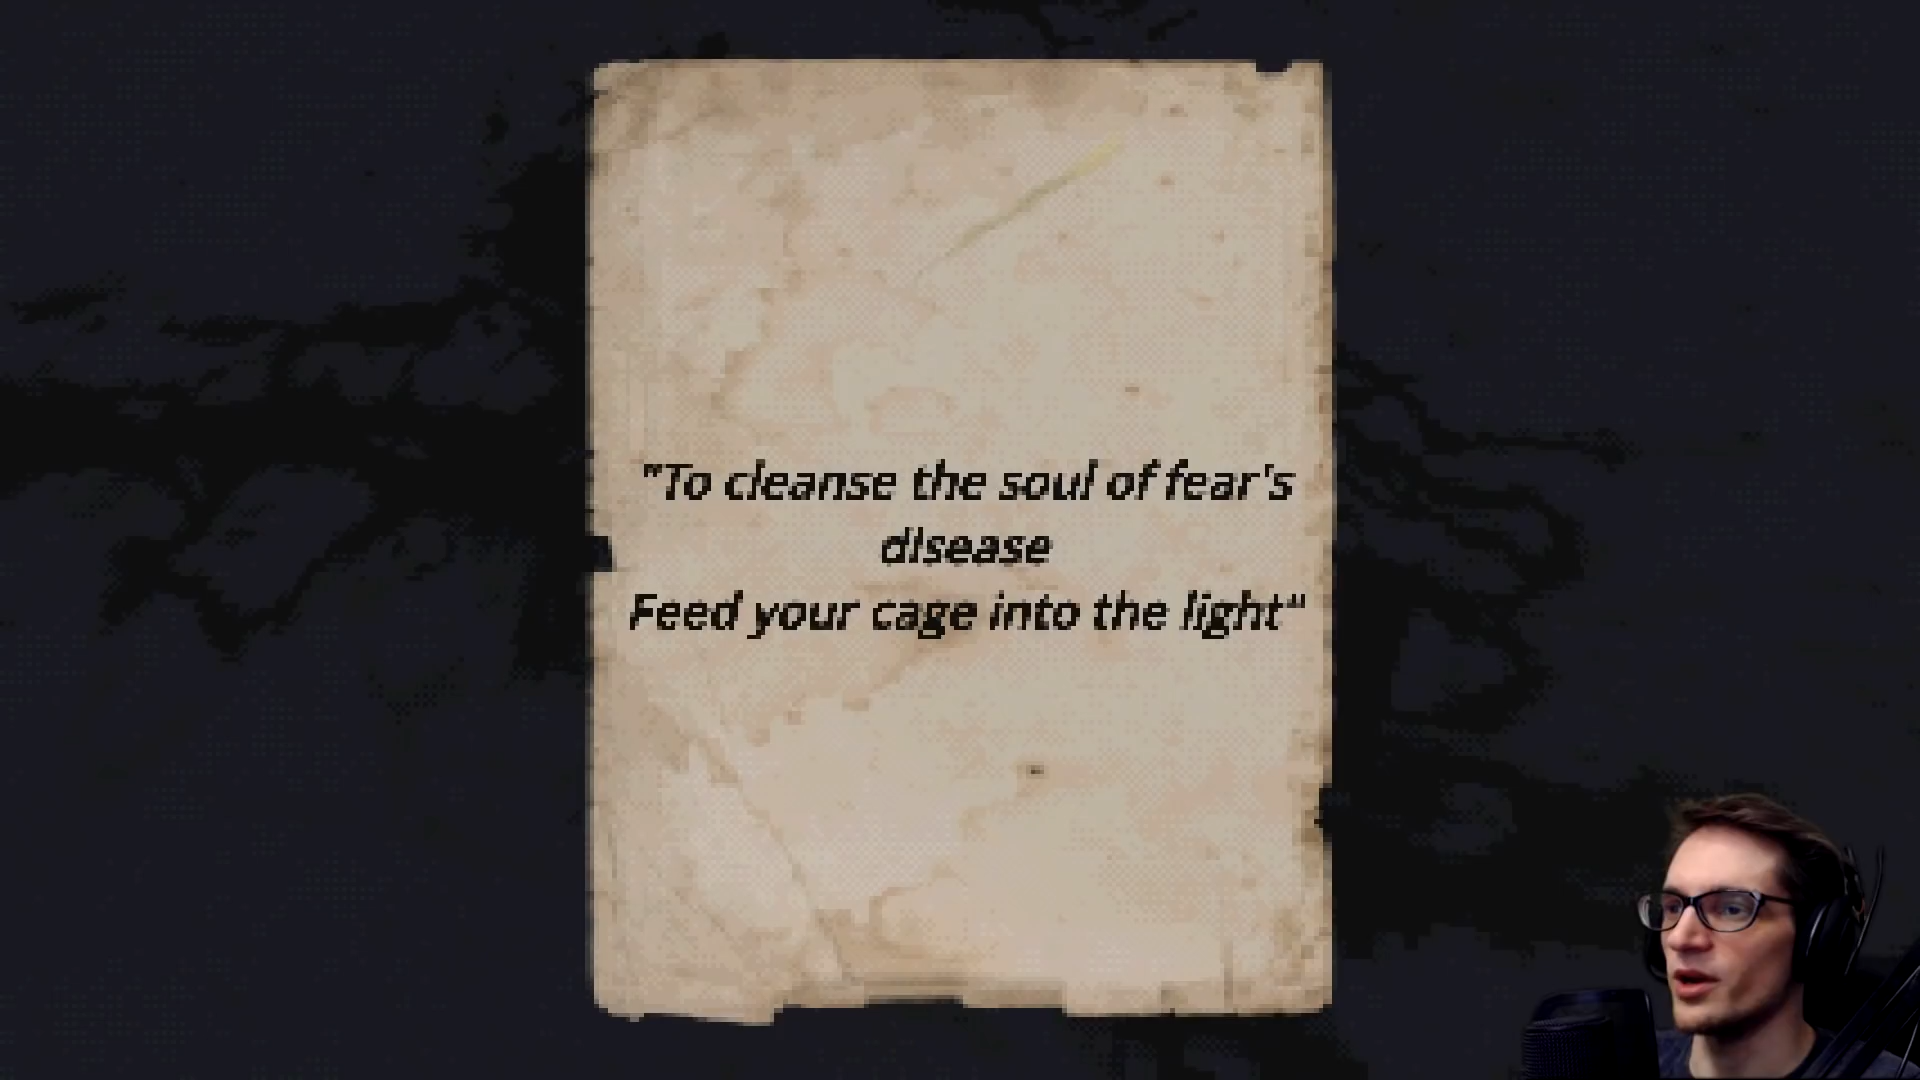 "To cleanse the soul of fear's
disease
Feed your cage into the light"